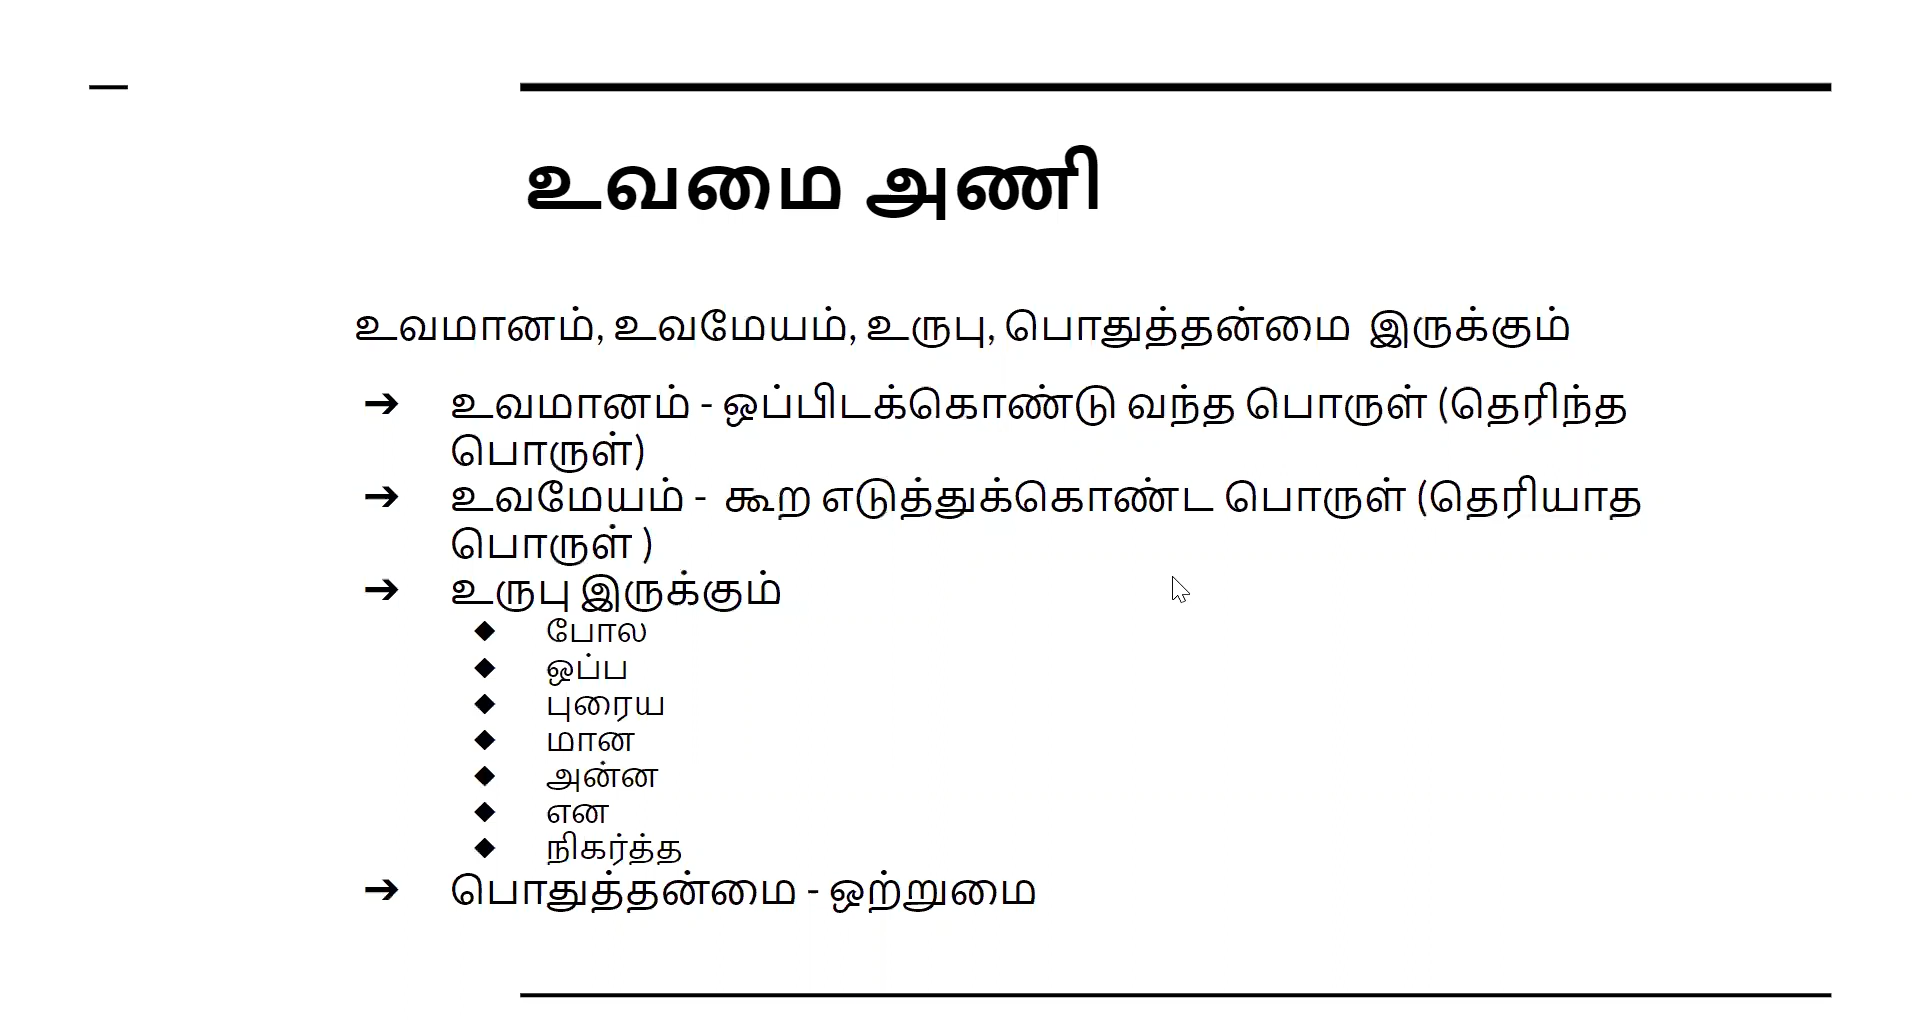 உவமை அணி
உவமானம், உவமேயம், உருபு, பொதுத்தன்மை இருக்கும்
➔ உவமானம் - ஒப்பிடக்கொண்டு வந்த பொருள் (தெரிந்த
பொருள்)
➔ உவமேயம் - கூற எடுத்துக்கொண்ட பொருள் (தெரியாத
பொருள் )
➔ உருபு இருக்கும்
◆ போல
◆ ஒப்ப
◆ புரைய
◆ மான
◆ அன்ன
◆ என
◆ நிகர்த்த
➔ பொதுத்தன்மை - ஒற்றுமை